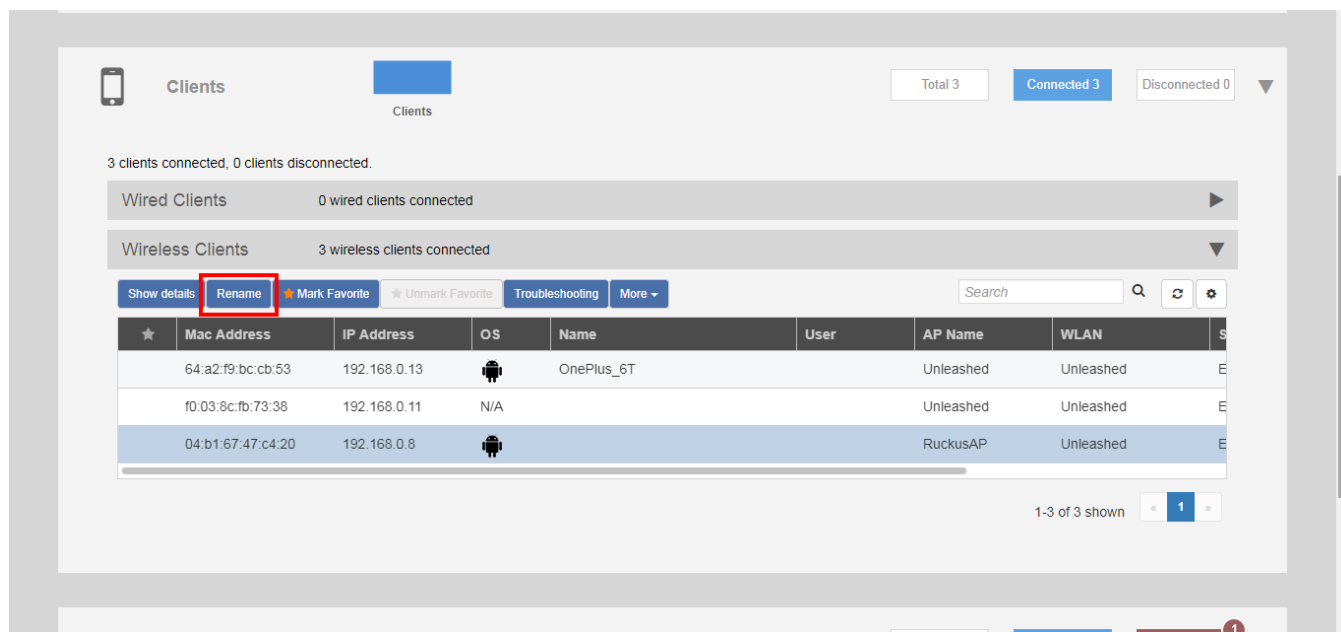 Clients
Clients
Total 3
Connected 3
Disconnected 0
3 clients connected, 0 clients disconnected.
Wired Clients 0 wired clients connected
Wireless Clients 3 wireless clients connected
Show details Rename Mark Favorite Unmark Favorite Troubleshooting More Search
Mac Address IP Address OS Name User AP Name WLAN S
64:a2:f9:bc:cb:53 192.168.0.13 OnePlus_6T Unleashed Unleashed E
f0:03:8c:fb:73:38 192.168.0.11 N/A Unleashed Unleashed E
04:b1:67:47:c4:20 192.168.0.8 RuckusAP Unleashed E
1-3 of 3 shown « 1 »
1